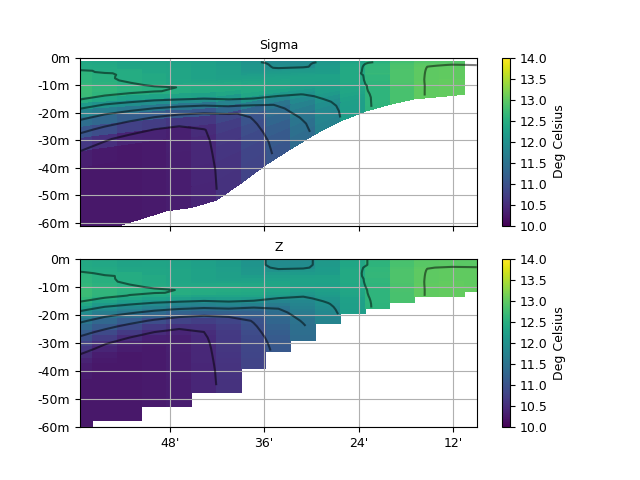 Sigma
0m
-10m
-20m
-30m
-40m
-50m
-60m
14.0
13.5
13.0
12.5
12.0
11.5
11.0
10.5
10.0
Deg Celsius
Z
0m
-10m
-20m
-30m
-40m
-50m
-60m
48'
36'
24'
12'
14.0
13.5
13.0
12.5
12.0
11.5
11.0
10.5
10.0
Deg Celsius